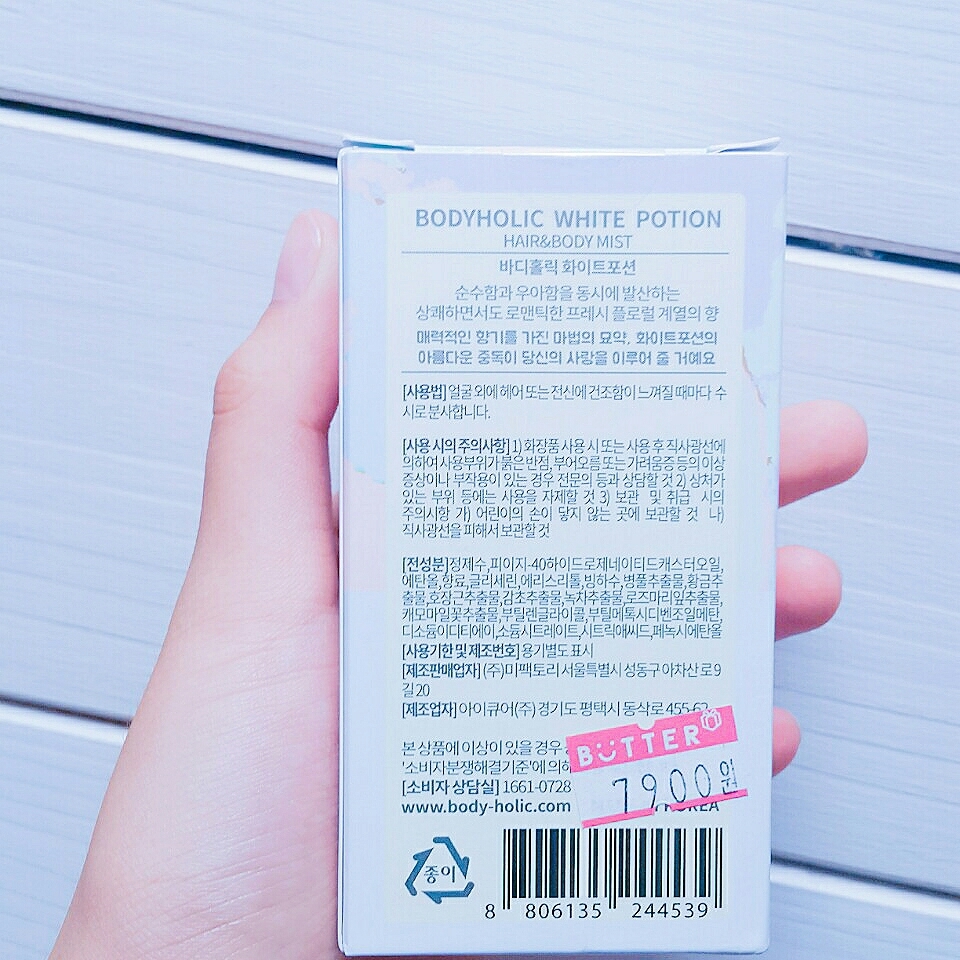 BODYHOLIC WHITE POTION
HAIR&BODY MIST
바디홀릭 화이트포션
순수함과 우아함을 동시에 발산하는
상쾌하면서도 로맨틱한 프레시 플로럴 계열의 향
매력적인 향기를 가진 마법의 묘약, 화이트포션의
아름다운 중독이 당신의 사랑을 이루어 줄 거예요
[사용법] 얼굴 외에 헤어 또는 전신에 건조함이 느껴질 때마다 수
시로 분사합니다.
[사용 시의 주의사항] 1) 화장품 사용 시 또는 사용 후 직사광선에
의하여 사용부위가 붉은 반점, 부어오름 또는 가려움증 등의 이상
증상이나 부작용이 있는 경우 전문의 등과 상담할 것 2) 상처가
있는 부위 등에는 사용을 자제할 것 3) 보관 및 취급 시의
주의사항 가) 어린이의 손이 닿지 않는 곳에 보관할 것 나)
직사광선을 피해서 보관할 것
[전성분] 정제수, 피이지-40하이드로제네이티드캐스터오일,
에탄올, 향료, 글리세린, 에리스리톨, 빙하수, 병풀추출물, 황금추
출물, 호장근추출물, 감초추출물, 녹차추출물, 로즈마리잎추출물,
캐모마일꽃추출물, 부틸렌글라이콜, 부틸메톡시디벤조일메탄,
디소듐이디티에이, 소듐시트레이트, 시트릭애씨드, 페녹시에탄올
[사용기한 및 제조번호] 용기별도 표시
[제조판매업자] (주)미팩토리 서울특별시 성동구 아차산로 9
길 20
[제조업자] 아이큐어(주) 경기도 평택시 동삭로 455-62
본 상품에 이상이 있을 경우
'소비자분쟁해결기준'에 의하
[소비자 상담실] 1661-0728
www.body-holic.com
KOREA
BUTTER
7900원
종이
8 806135 244539